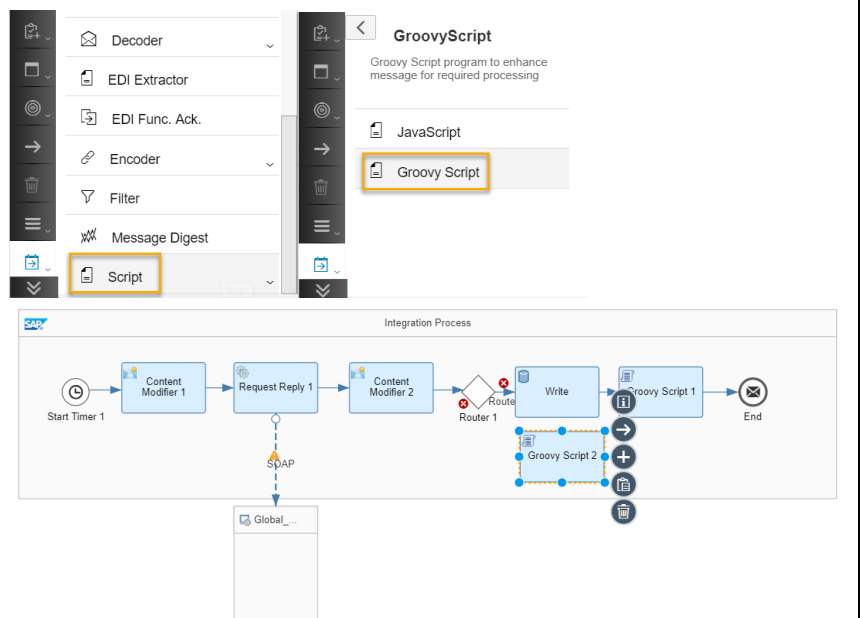 Decoder
EDI Extractor
EDI Func. Ack.
Encoder
Filter
Message Digest
Script
GroovyScript
Groovy Script program to enhance
message for required processing
JavaScript
Groovy Script
SAP
Integration Process
Start Timer 1
Content
Modifier 1
Request Reply 1
Content
Modifier 2
Router 1
Route
Write
Groovy Script 1
End
Groovy Script 2
SOAP
Global_...